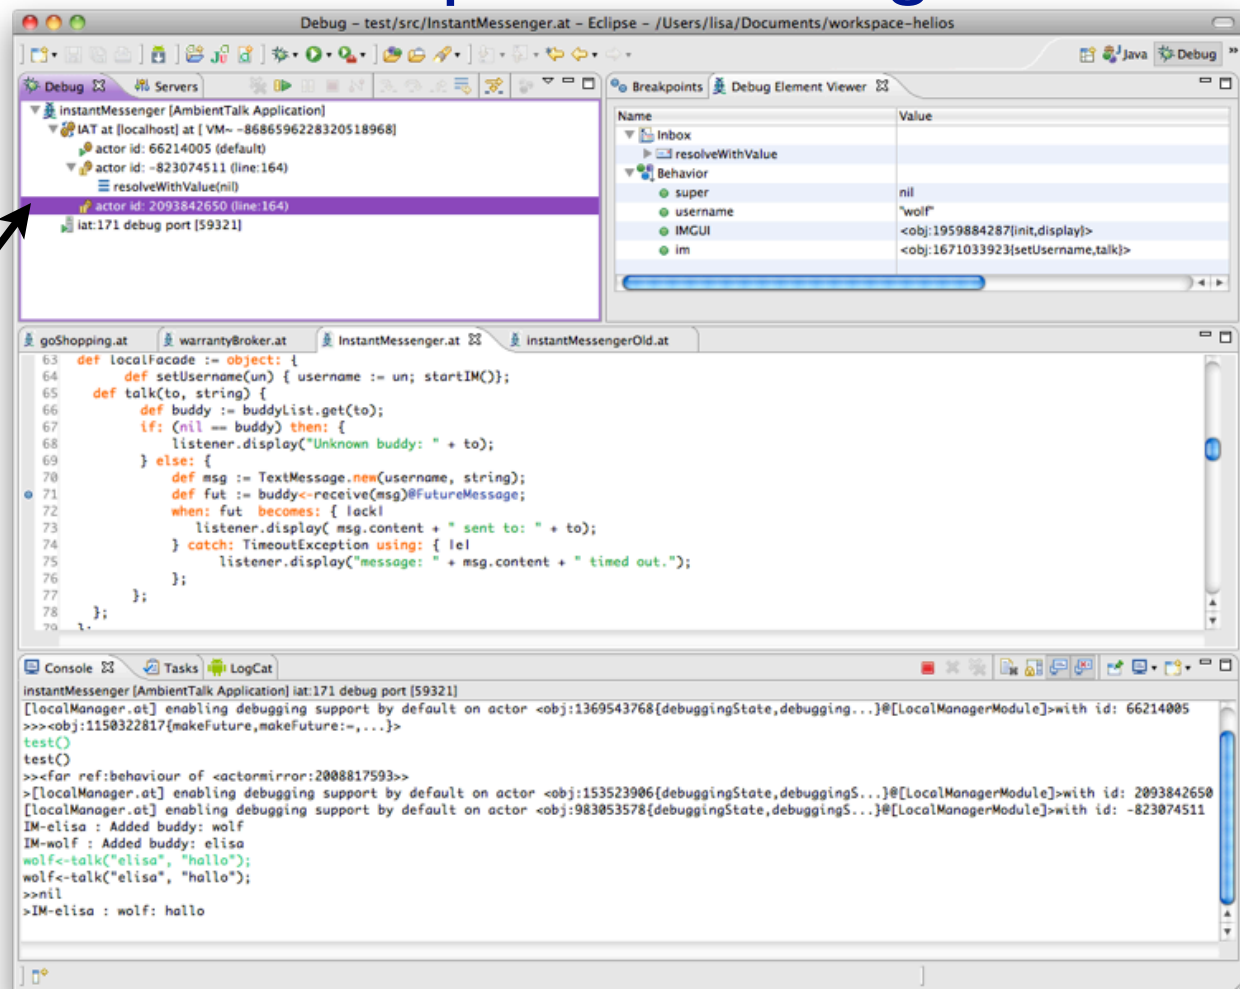 Debug – test/src/InstantMessenger.at – Eclipse – /Users/lisa/Documents/workspace-helios
Java Debug »
Debug Servers
instantMessenger [AmbientTalk Application]
IAT at [localhost] at [ VM~ -8686596228320518968]
actor id: 66214005 (default)
actor id: -823074511 (line:164)
resolveWithValue(nil)
actor id: 2093842650 (line:164)
iat:171 debug port [59321]
Breakpoints Debug Element Viewer
Name Value
Inbox
resolveWithValue
Behavior
super nil
username "wolf"
IMGUI <obj:1959884287{init,display}>
im <obj:1671033923{setUsername,talk}>
goShopping.at warrantyBroker.at InstantMessenger.at instantMessengerOld.at
63 def localFacade := object: {
64 def setUsername(un) { username := un; startIM()};
65 def talk(to, string) {
66 def buddy := buddyList.get(to);
67 if: (nil == buddy) then: {
68 listener.display("Unknown buddy: " + to);
69 } else: {
70 def msg := TextMessage.new(username, string);
71 def fut := buddy<-receive(msg)@FutureMessage;
72 when: fut becomes: { |ack|
73 listener.display( msg.content + " sent to: " + to);
74 } catch: TimeoutException using: { |e|
75 listener.display("message: " + msg.content + " timed out.");
76 };
77 };
78 };
79 };
Console Tasks LogCat
instantMessenger [AmbientTalk Application] iat:171 debug port [59321]
[localManager.at] enabling debugging support by default on actor <obj:1369543768{debuggingState,debugging...}@[LocalManagerModule]>with id: 66214005
>>><obj:1150322817{makeFuture,makeFuture:=,...}>
test()
test()
>><far ref:behaviour of <actormirror:2008817593>>
>[localManager.at] enabling debugging support by default on actor <obj:153523906{debuggingState,debuggingS...}@[LocalManagerModule]>with id: 2093842650
[localManager.at] enabling debugging support by default on actor <obj:983053578{debuggingState,debuggingS...}@[LocalManagerModule]>with id: -823074511
IM-elisa : Added buddy: wolf
IM-wolf : Added buddy: elisa
wolf<-talk("elisa", "hallo");
wolf<-talk("elisa", "hallo");
>>nil
>IM-elisa : wolf: hallo